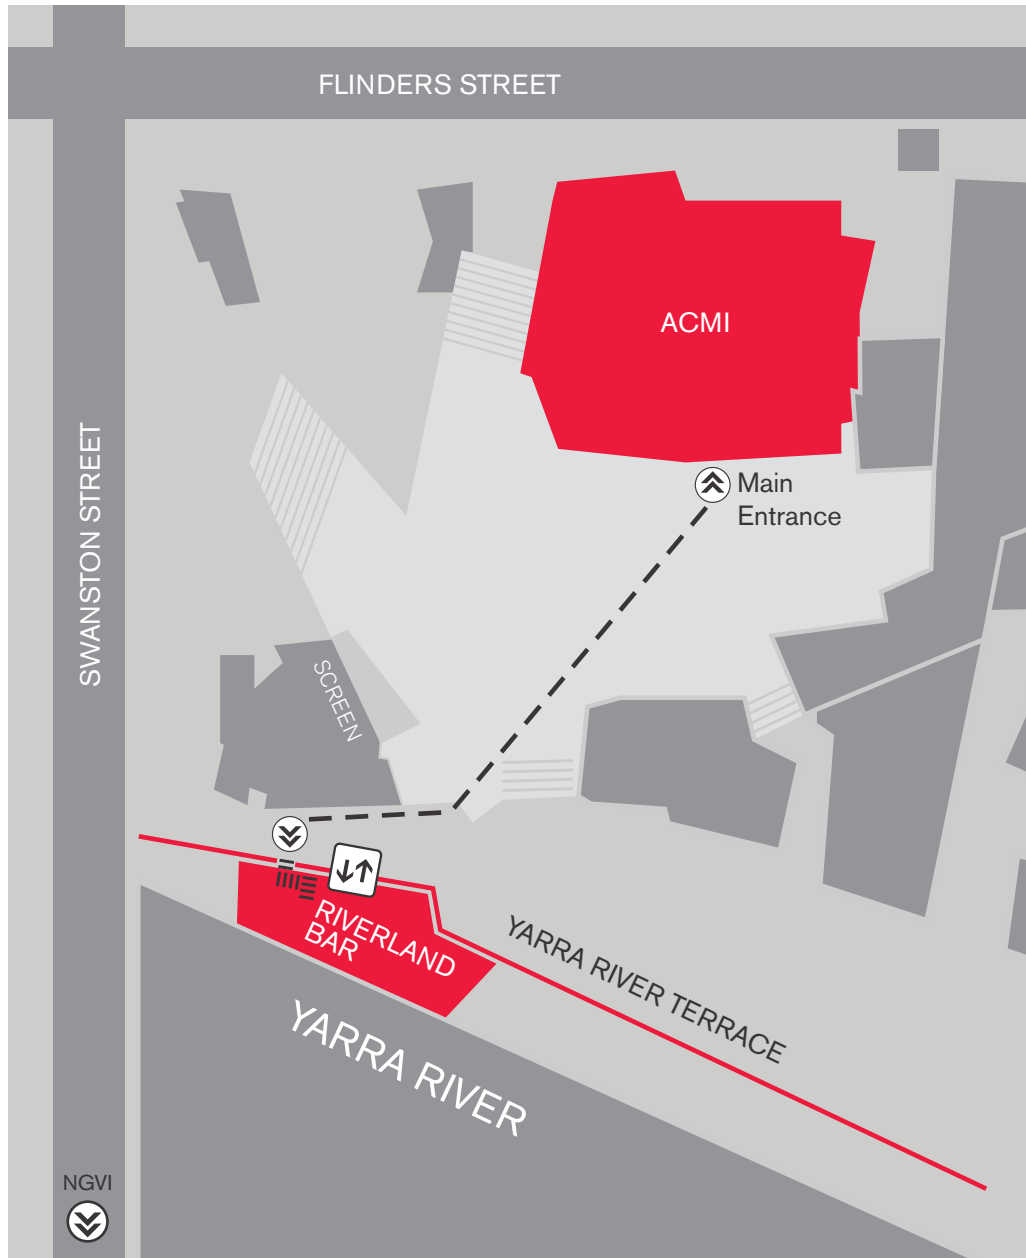 FLINDERS STREET
ACMI
Main
Entrance
SWANSTON STREET
SCREEN
RIVERLAND
BAR
YARRA RIVER TERRACE
YARRA RIVER
NGVI